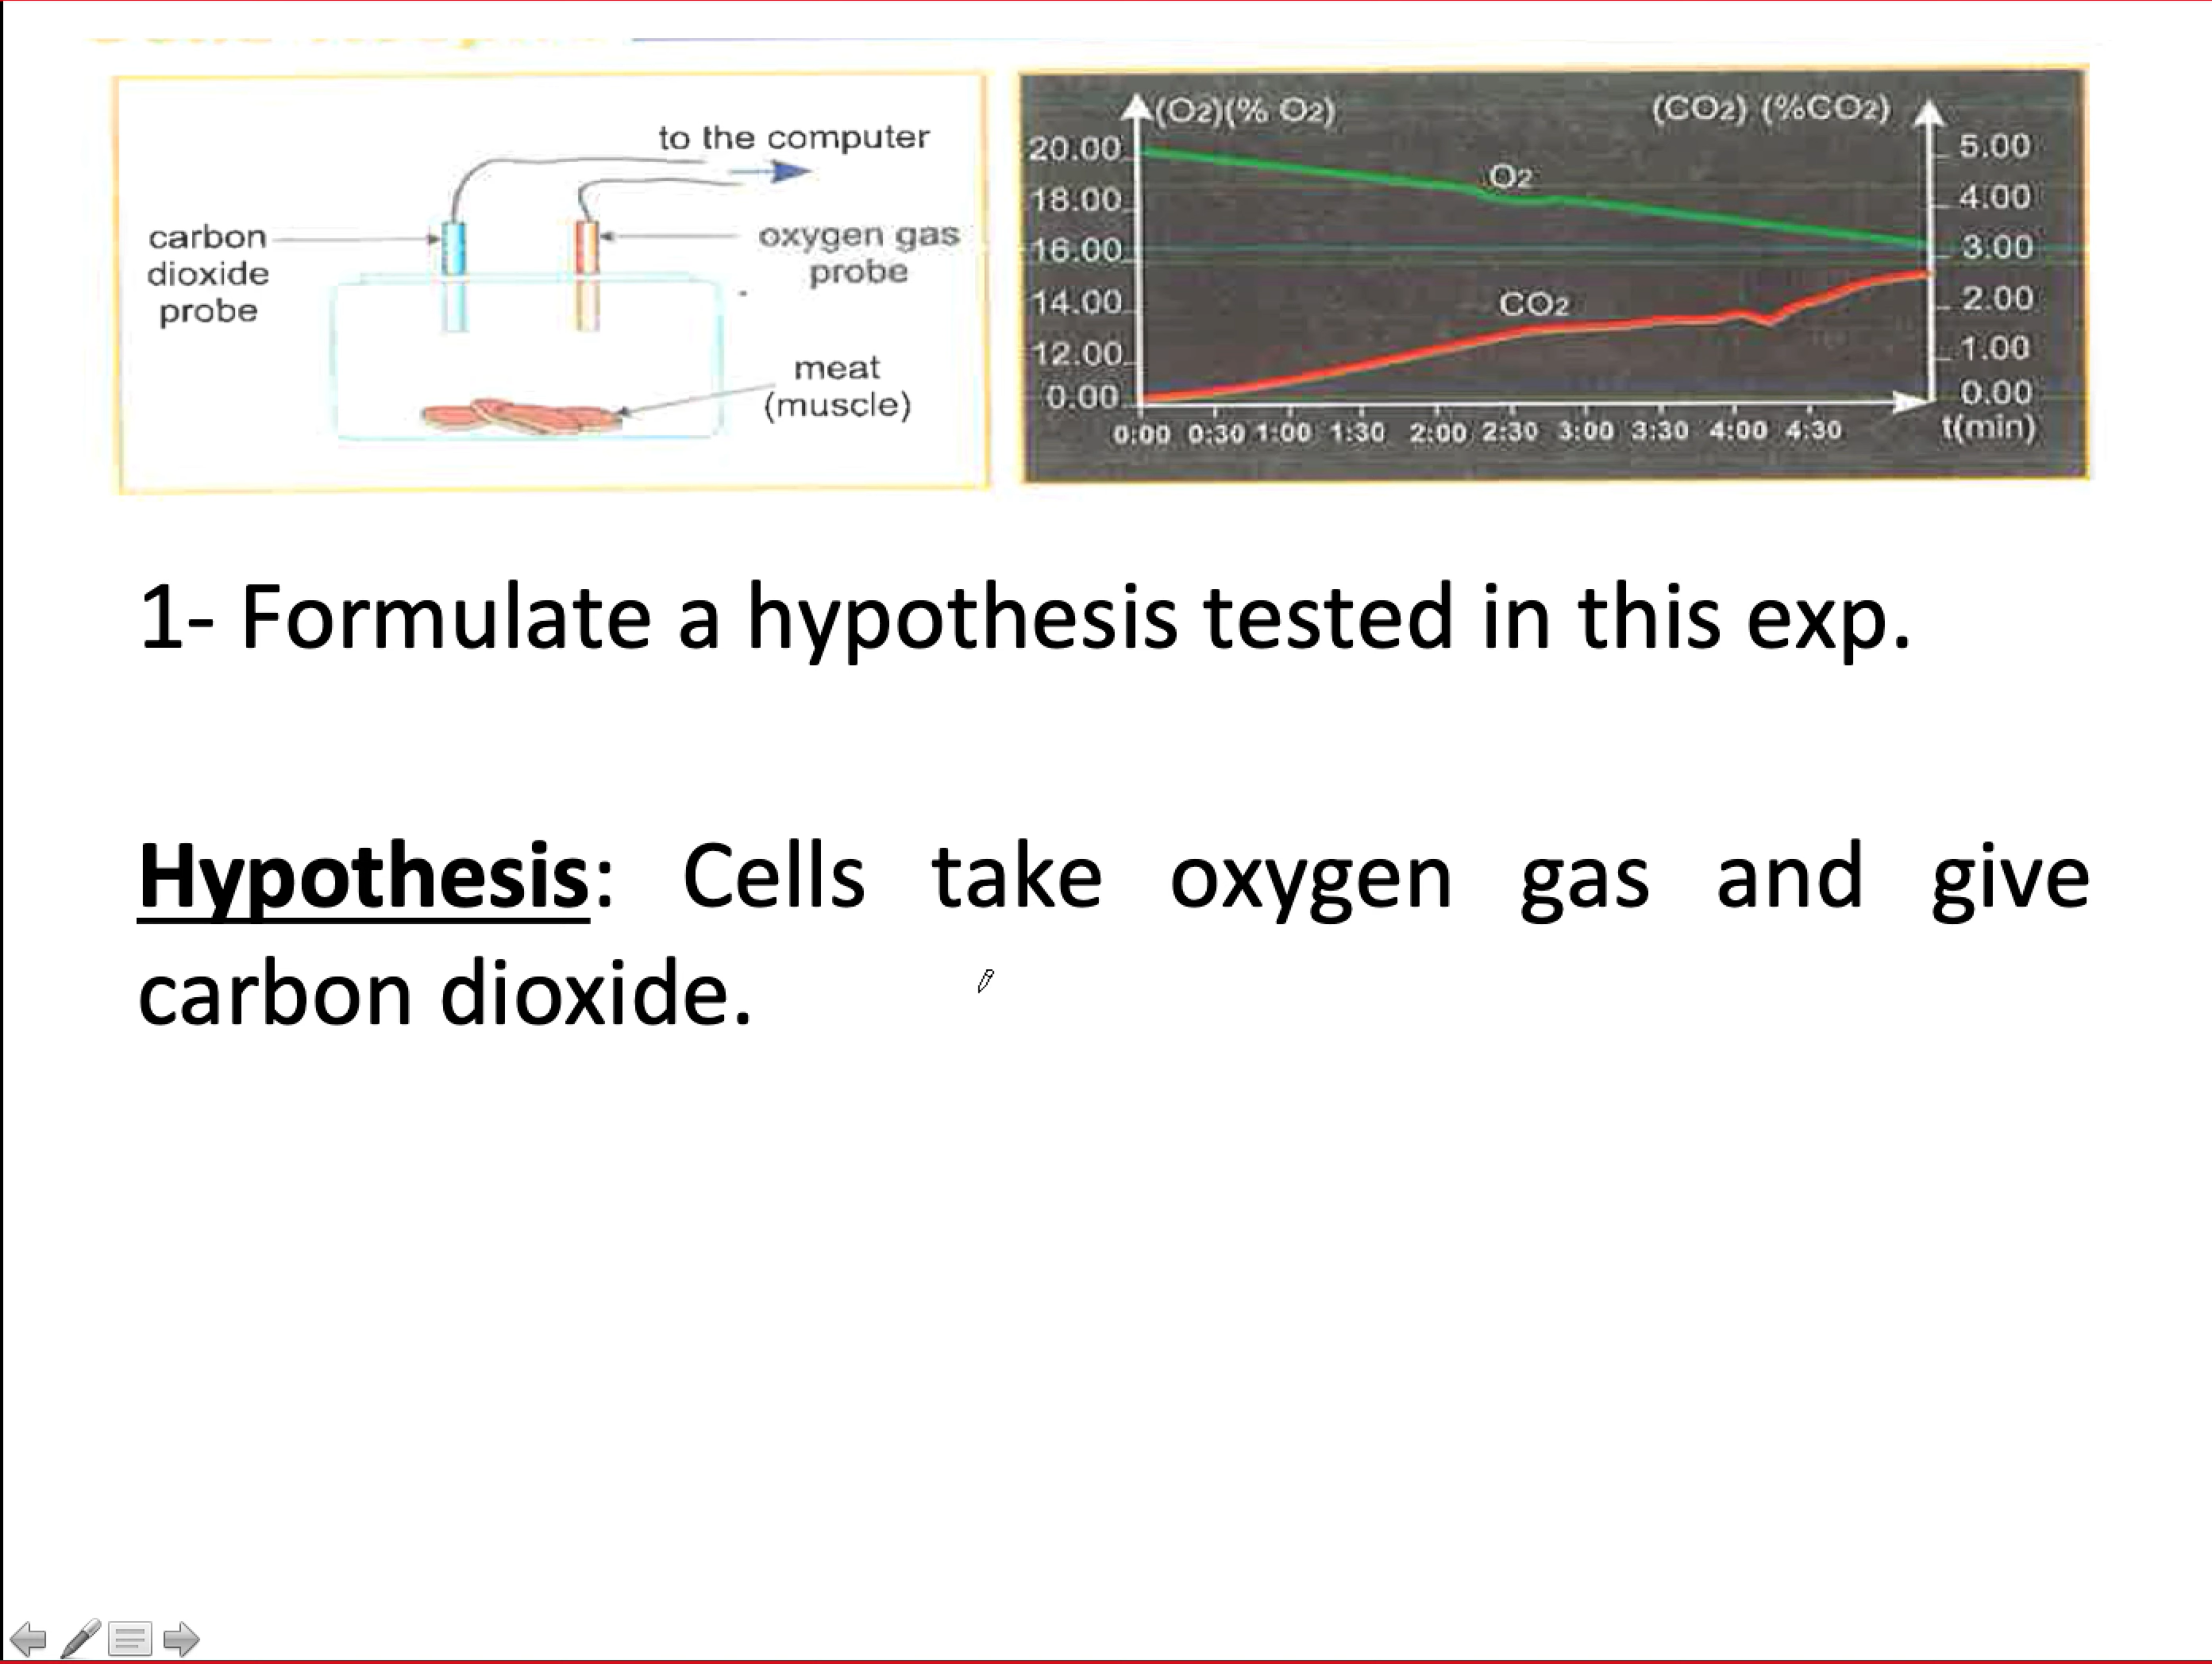 to the computer
carbon
dioxide
probe
oxygen gas
probe
meat
(muscle)
(O2)(% O2)
(CO2) (%CO2)
20.00
18.00
16.00
14.00
12.00
0.00
O2
CO2
5.00
4.00
3.00
2.00
1.00
0.00
0:00 0:30 1:00 1:30 2:00 2:30 3:00 3:30 4:00 4:30
t(min)
1- Formulate a hypothesis tested in this exp.
Hypothesis: Cells take oxygen gas and give
carbon dioxide.